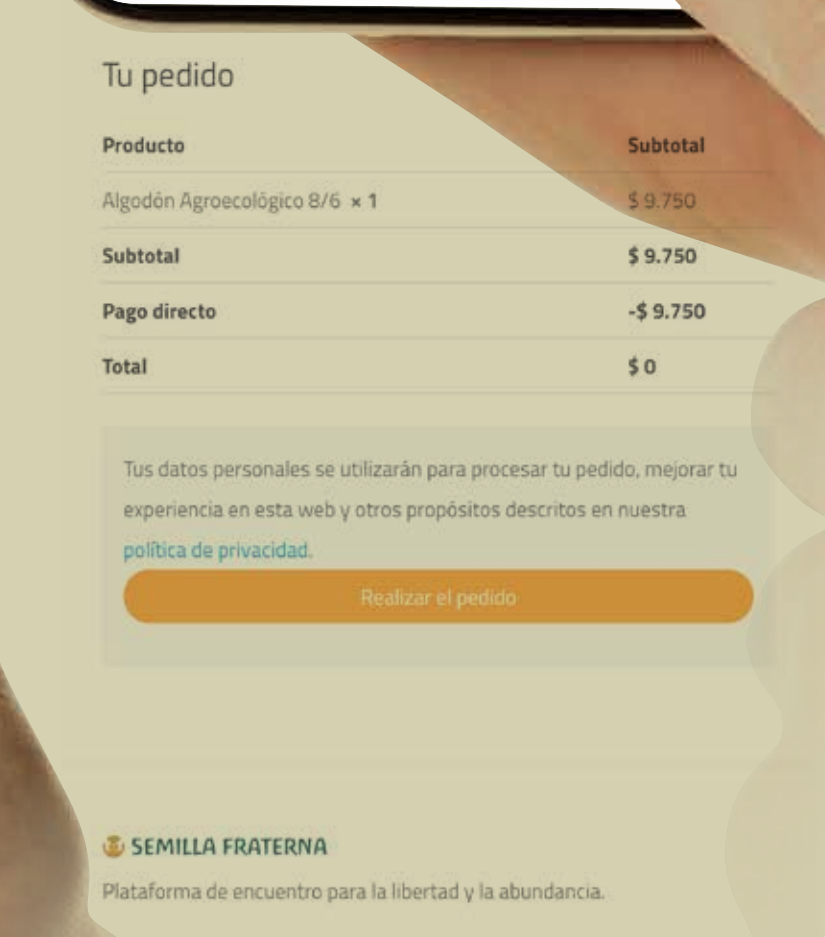 Tu pedido
Producto Subtotal
Algodón Agroecológico 8/6 × 1 $ 9.750
Subtotal $ 9.750
Pago directo -$ 9.750
Total $ 0
Tus datos personales se utilizarán para procesar tu pedido, mejorar tu
experiencia en esta web y otros propósitos descritos en nuestra
política de privacidad.
Realizar el pedido
SEMILLA FRATERNA
Plataforma de encuentro para la libertad y la abundancia.